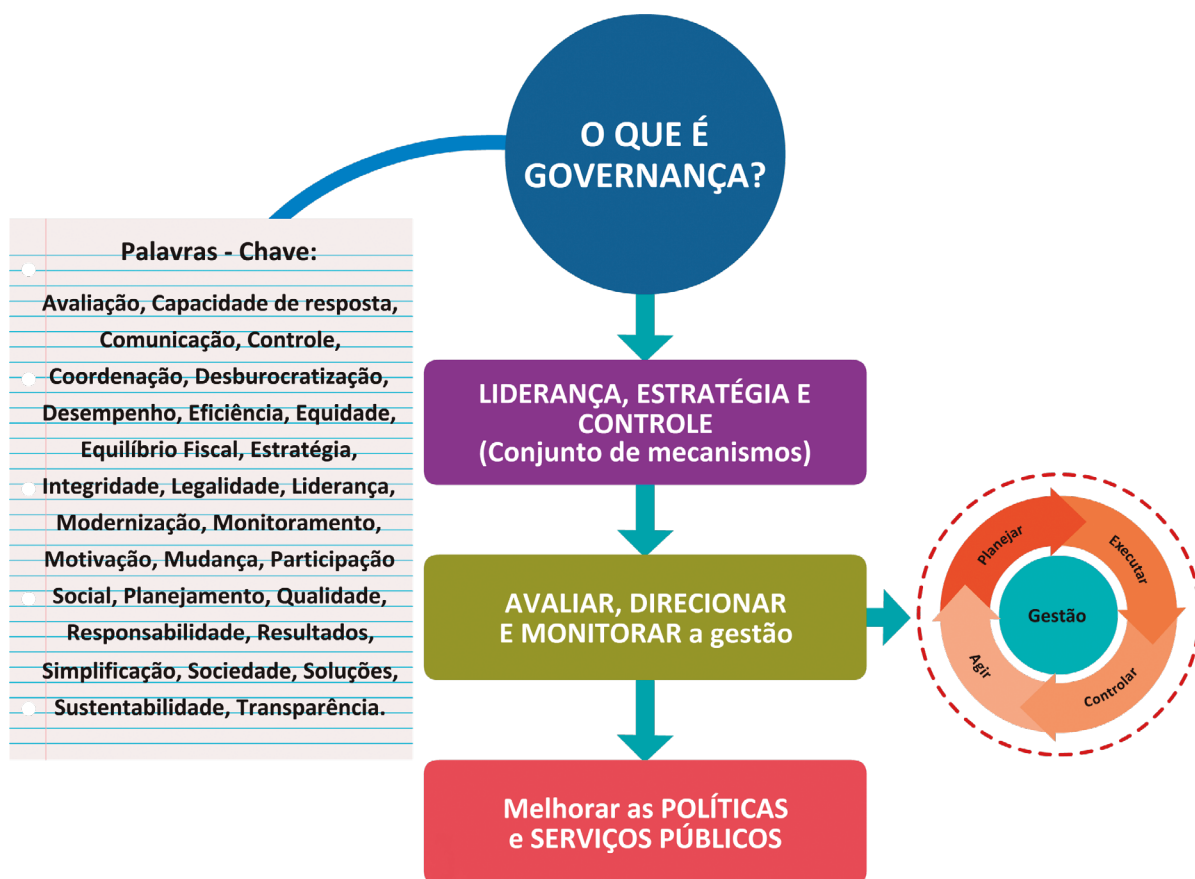 O QUE É
GOVERNANÇA?
Palavras - Chave:
Avaliação, Capacidade de resposta,
Comunicação, Controle,
Coordenação, Desburocratização,
Desempenho, Eficiência, Equidade,
Equilíbrio Fiscal, Estratégia,
Integridade, Legalidade, Liderança,
Modernização, Monitoramento,
Motivação, Mudança, Participação
Social, Planejamento, Qualidade,
Responsabilidade, Resultados,
Simplificação, Sociedade, Soluções,
Sustentabilidade, Transparência.
LIDERANÇA, ESTRATÉGIA E
CONTROLE
(Conjunto de mecanismos)
AVALIAR, DIRECIONAR
E MONITORAR a gestão
Planejar
Executar
Gestão
Agir
Controlar
Melhorar as POLÍTICAS
e SERVIÇOS PÚBLICOS